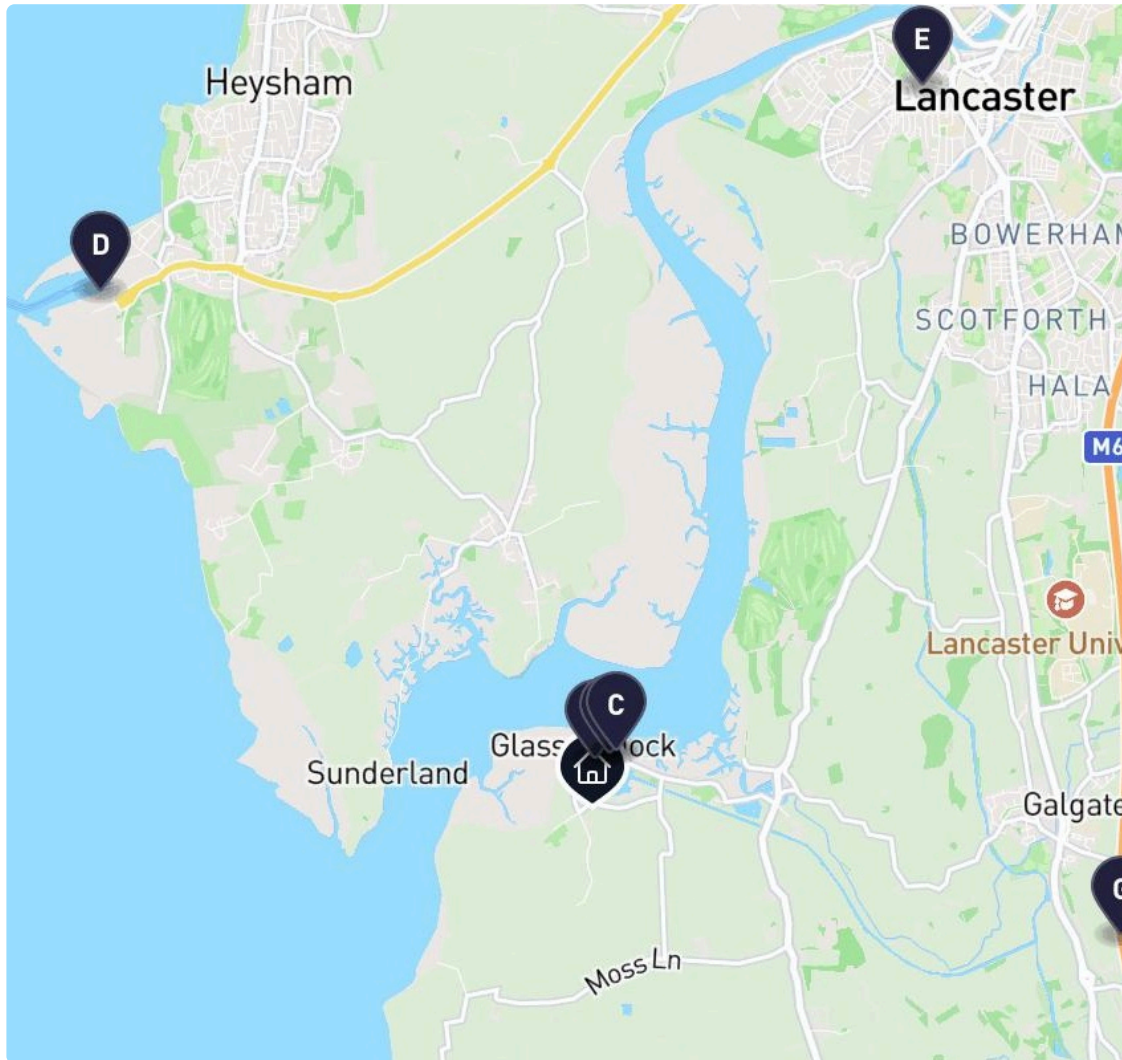 E
Heysham
Lancaster
D
BOWERHAM
SCOTFORTH
HALA
M6
Lancaster Univ
C
Glass ock
Sunderland
Galgate
G
Moss Ln